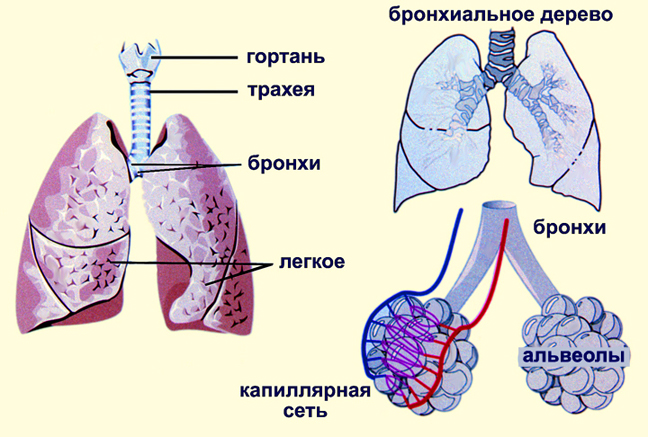 бронхиальное дерево
гортань
трахея
бронхи
легкое
бронхи
альвеолы
капиллярная
сеть